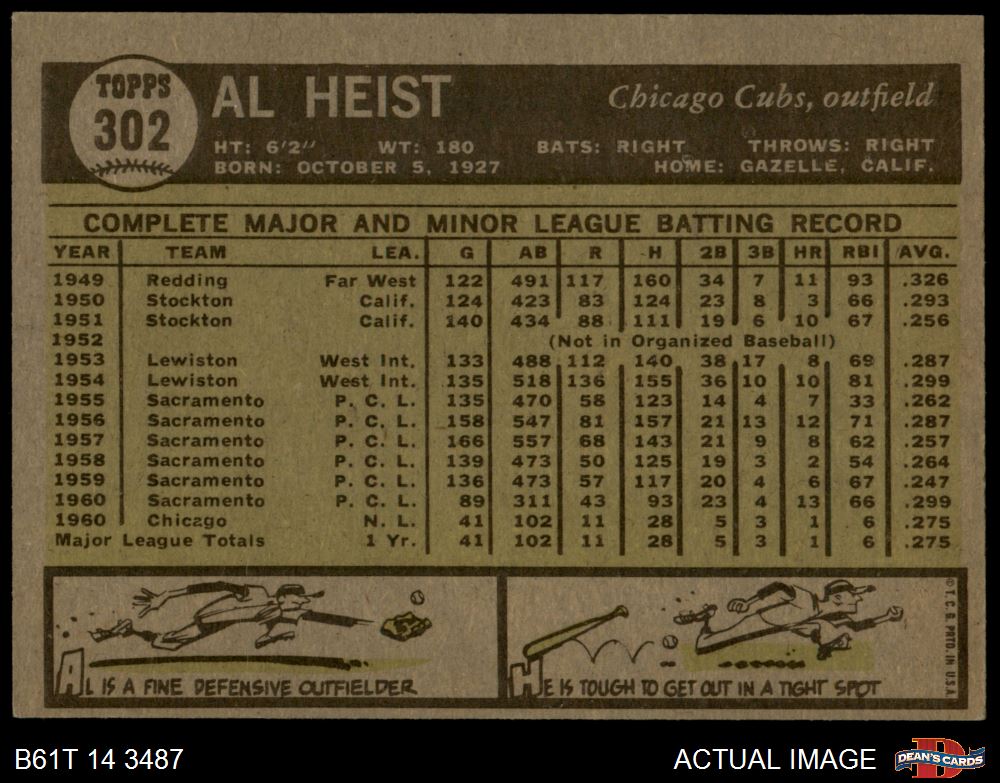 TOPPS
302
AL HEIST
Chicago Cubs, outfield
HT: 6'2" WT: 180 BATS: RIGHT THROWS: RIGHT
BORN: OCTOBER 5, 1927 HOME: GAZELLE, CALIF.
COMPLETE MAJOR AND MINOR LEAGUE BATTING RECORD
YEAR TEAM LEA. G AB R H 2B 3B HR RBI AVG.
1949 Redding Far West 122 491 117 160 34 7 11 93 .326
1950 Stockton Calif. 124 423 83 124 23 8 3 66 .293
1951 Stockton Calif. 140 434 88 111 19 6 10 67 .256
1952 (Not in Organized Baseball)
1953 Lewiston West Int. 133 488 112 140 38 17 8 69 .287
1954 Lewiston West Int. 135 518 136 155 36 10 10 81 .299
1955 Sacramento P. C. L. 135 470 58 123 14 4 7 33 .262
1956 Sacramento P. C. L. 158 547 81 157 21 13 12 71 .287
1957 Sacramento P. C. L. 166 557 68 143 21 9 8 62 .257
1958 Sacramento P. C. L. 139 473 50 125 19 3 2 54 .264
1959 Sacramento P. C. L. 136 473 57 117 20 4 6 67 .247
1960 Sacramento P. C. L. 89 311 43 93 23 4 13 66 .299
1960 Chicago N. L. 41 102 11 28 5 3 1 6 .275
Major League Totals 1 Yr. 41 102 11 28 5 3 1 6 .275
AL IS A FINE DEFENSIVE OUTFIELDER
HE IS TOUGH TO GET OUT IN A TIGHT SPOT
© T. C. G. PRTD. IN U.S.A.
B61T 14 3487
ACTUAL IMAGE
DEAN'S CARDS